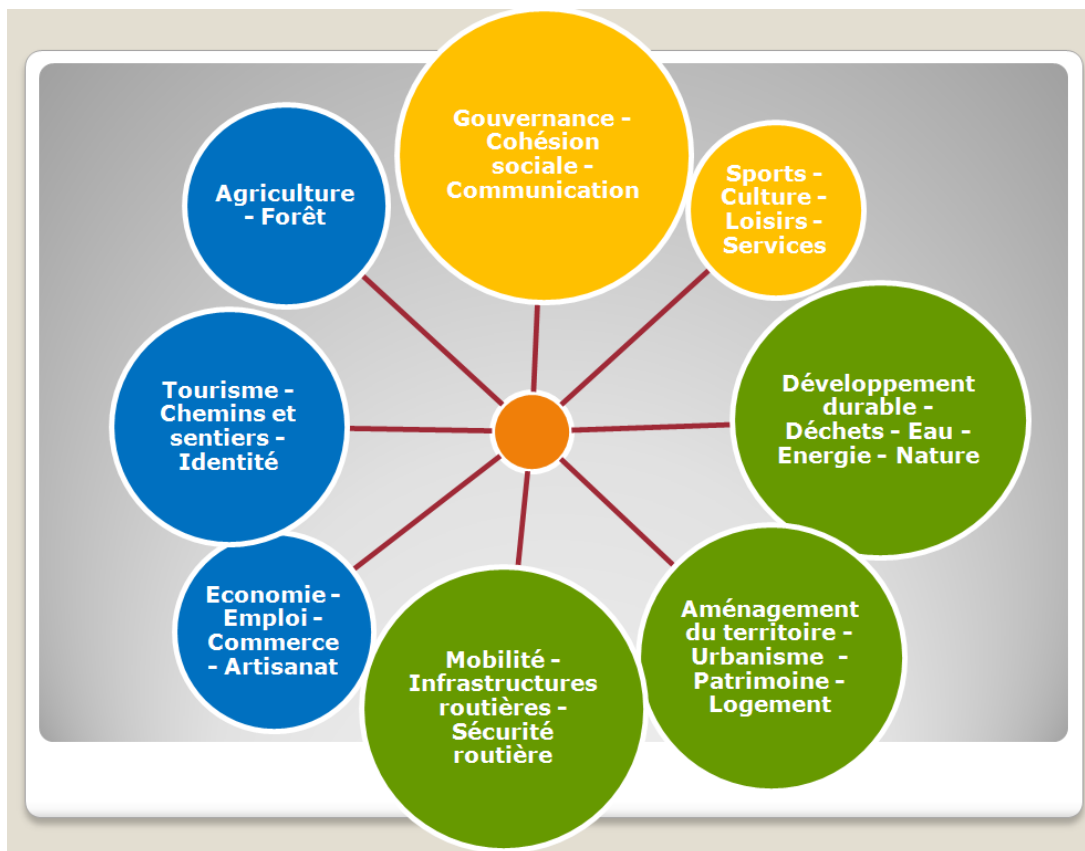 Gouvernance –
Cohésion
sociale –
Communication
Sports –
Culture –
Loisirs –
Services
Développement
durable –
Déchets – Eau –
Energie – Nature
Aménagement
du territoire –
Urbanisme –
Patrimoine –
Logement
Mobilité –
Infrastructures
routières –
Sécurité
routière
Economie –
Emploi –
Commerce
– Artisanat
Tourisme –
Chemins et
sentiers –
Identité
Agriculture
– Forêt